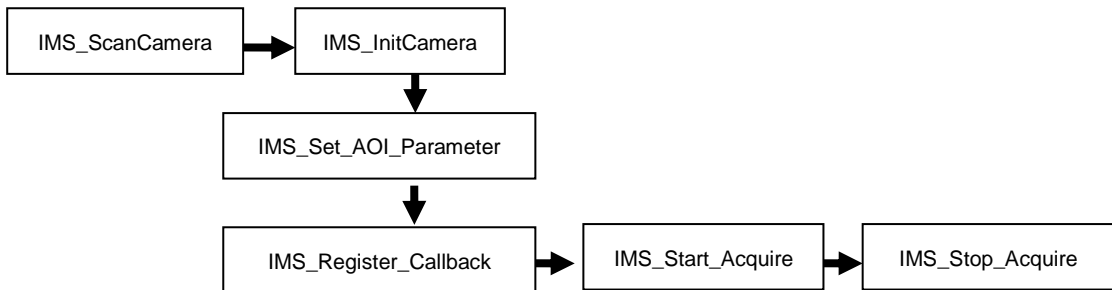 IMS_ScanCamera
IMS_InitCamera
IMS_Set_AOI_Parameter
IMS_Register_Callback
IMS_Start_Acquire
IMS_Stop_Acquire